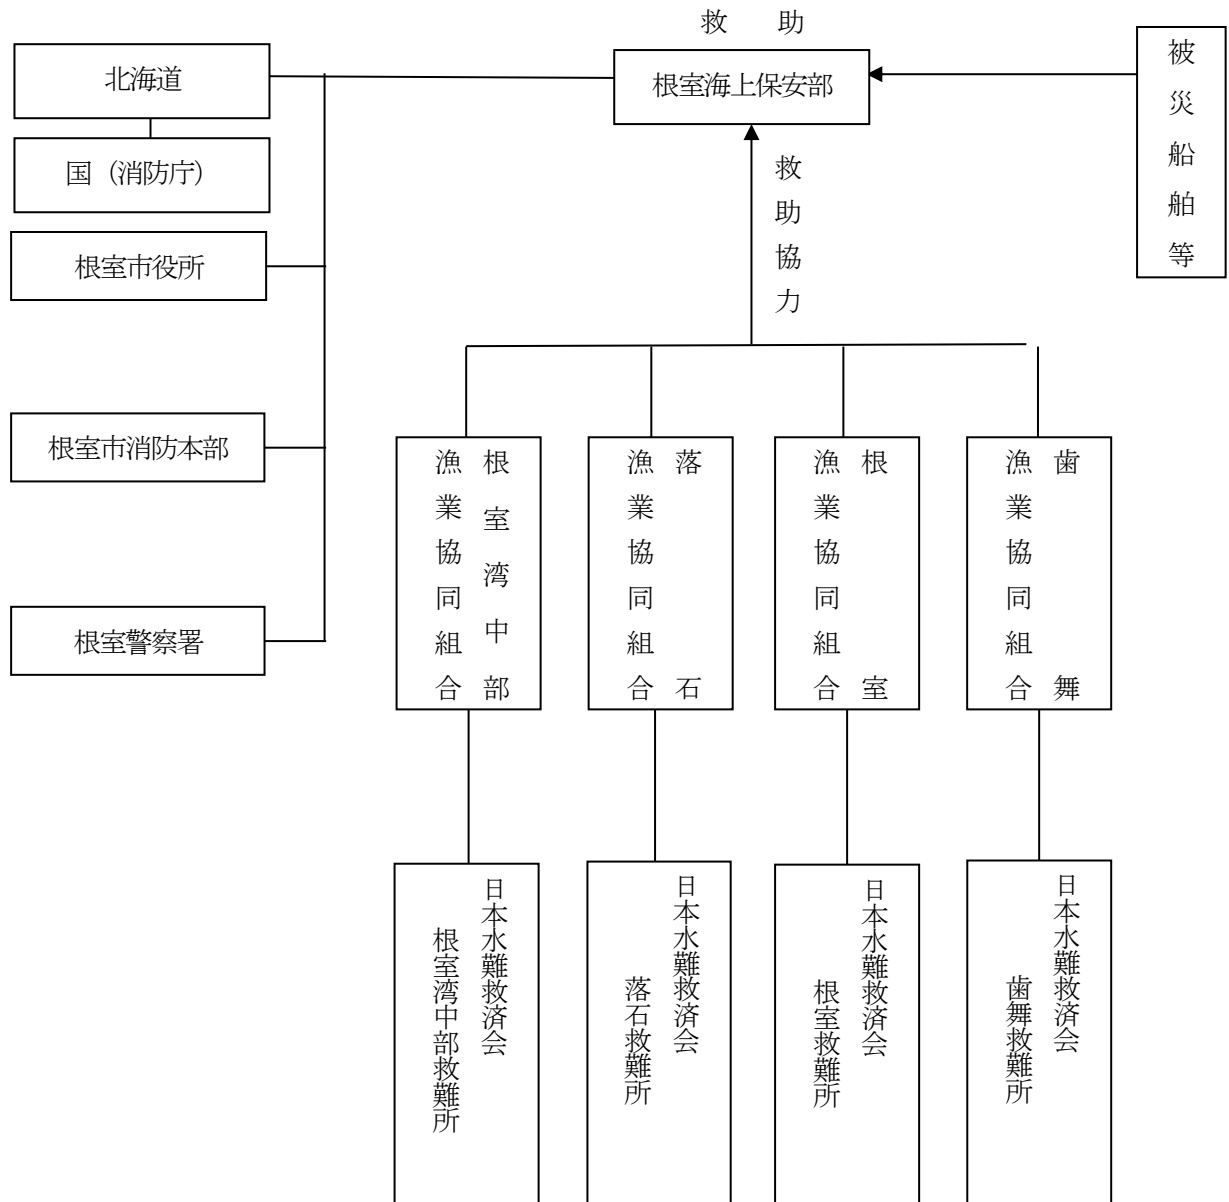 救　助
北海道
根室海上保安部
被災船舶等
国（消防庁）
根室市役所
救助協力
根室市消防本部
根室警察署
根室湾中部
漁業協同組合
落石
漁業協同組合
根室
漁業協同組合
歯舞
漁業協同組合
日本水難救済会
根室湾中部救難所
日本水難救済会
落石救難所
日本水難救済会
根室救難所
日本水難救済会
歯舞救難所